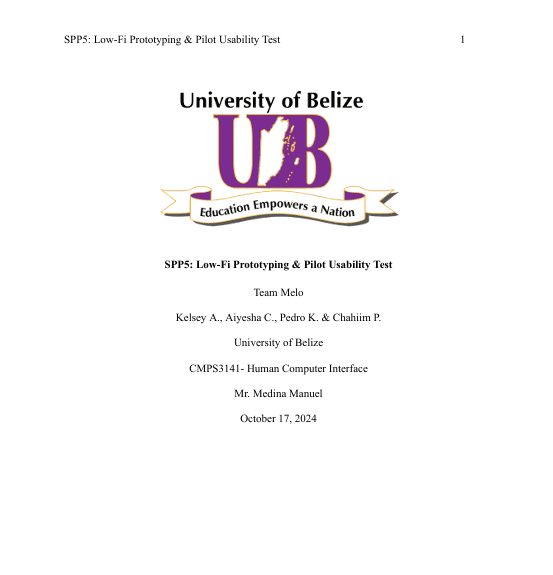 SPP5: Low-Fi Prototyping & Pilot Usability Test 1
University of Belize
UB
Education Empowers a Nation
SPP5: Low-Fi Prototyping & Pilot Usability Test
Team Melo
Kelsey A., Aiyesha C., Pedro K. & Chahiim P.
University of Belize
CMPS3141- Human Computer Interface
Mr. Medina Manuel
October 17, 2024